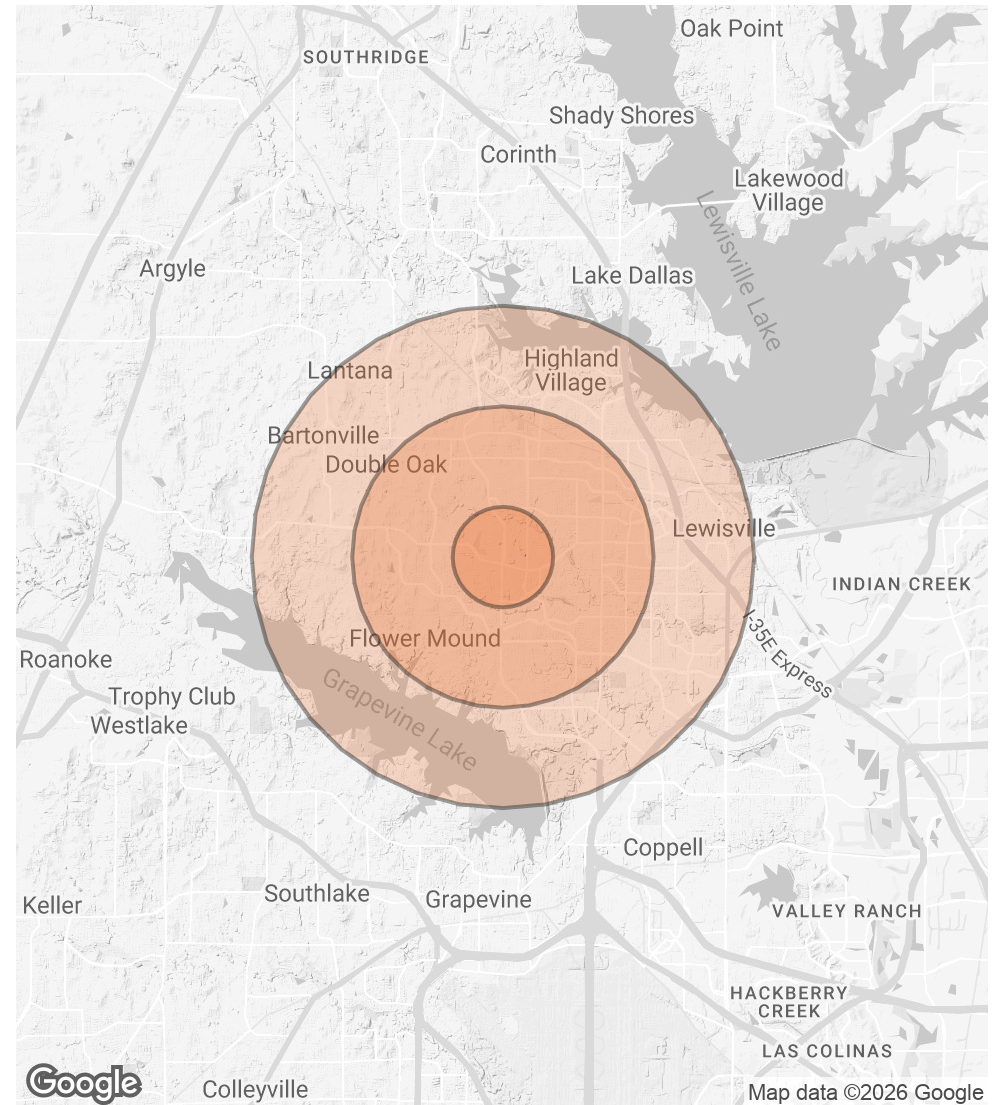 Oak Point
SOUTHRIDGE
Shady Shores
Corinth
Lakewood
Village
Lewisville Lake
Argyle
Lake Dallas
Highland
Village
Lantana
Bartonville
Double Oak
Lewisville
INDIAN CREEK
Flower Mound
I-35E Express
Roanoke
Grapevine Lake
Trophy Club
Westlake
Coppell
Southlake
Grapevine
Keller
VALLEY RANCH
HACKBERRY
CREEK
LAS COLINAS
Google
Colleyville
Map data ©2026 Google